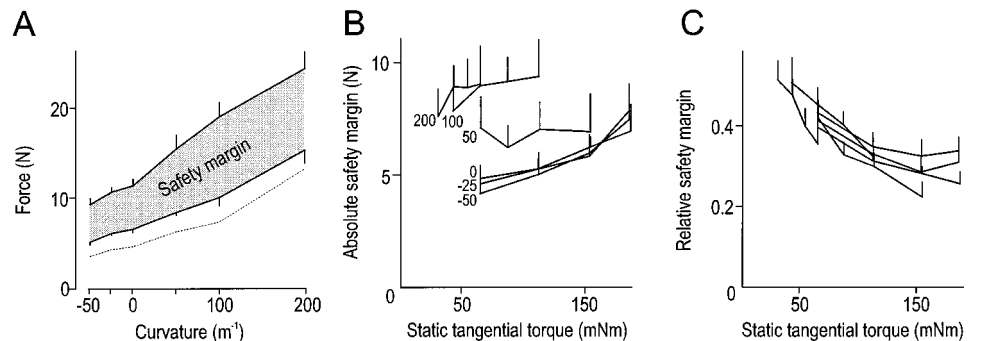 A
B
C
Force (N)
20
10
0
-50
0
100
200
Curvature (m⁻¹)
Safety margin
Absolute safety margin (N)
10
5
0
200
100
50
0
-25
-50
50
150
Static tangential torque (mNm)
Relative safety margin
0.4
0.2
0
50
150
Static tangential torque (mNm)